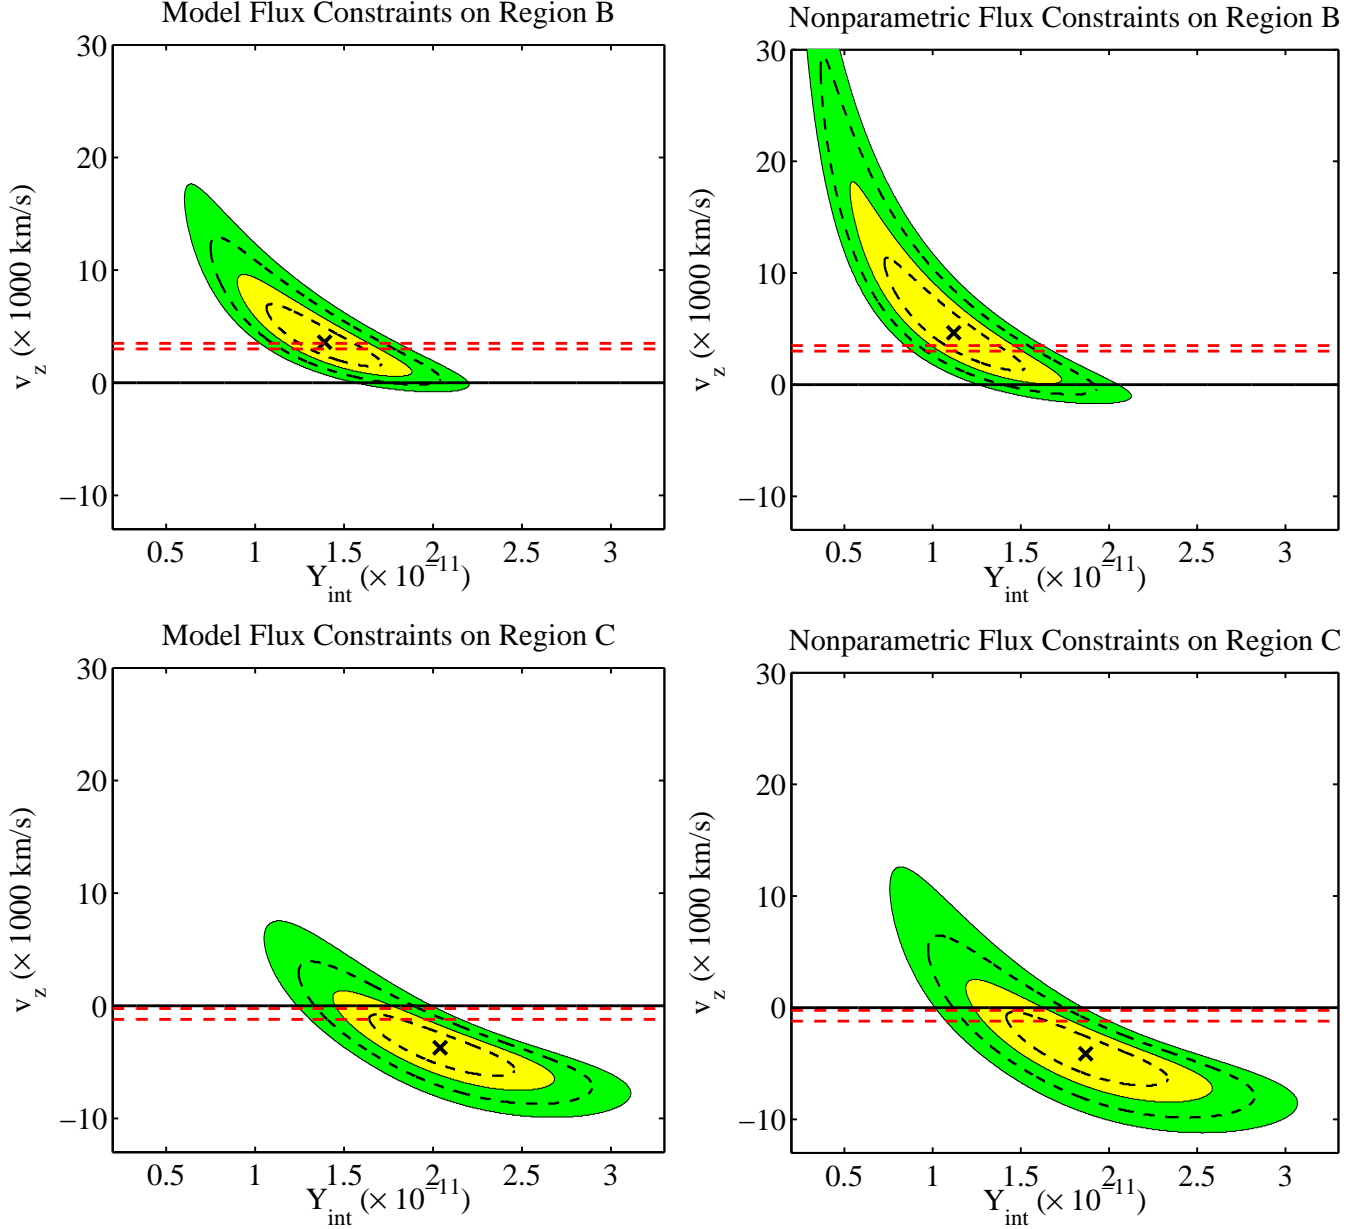 Model Flux Constraints on Region B
30
20
10
0
−10
v_z (× 1000 km/s)
0.5 1 1.5 2 2.5 3
Y_int (× 10^−11)
Nonparametric Flux Constraints on Region B
30
20
10
0
−10
v_z (× 1000 km/s)
0.5 1 1.5 2 2.5 3
Y_int (× 10^−11)
Model Flux Constraints on Region C
30
20
10
0
−10
v_z (× 1000 km/s)
0.5 1 1.5 2 2.5 3
Y_int (× 10^−11)
Nonparametric Flux Constraints on Region C
30
20
10
0
−10
v_z (× 1000 km/s)
0.5 1 1.5 2 2.5 3
Y_int (× 10^−11)